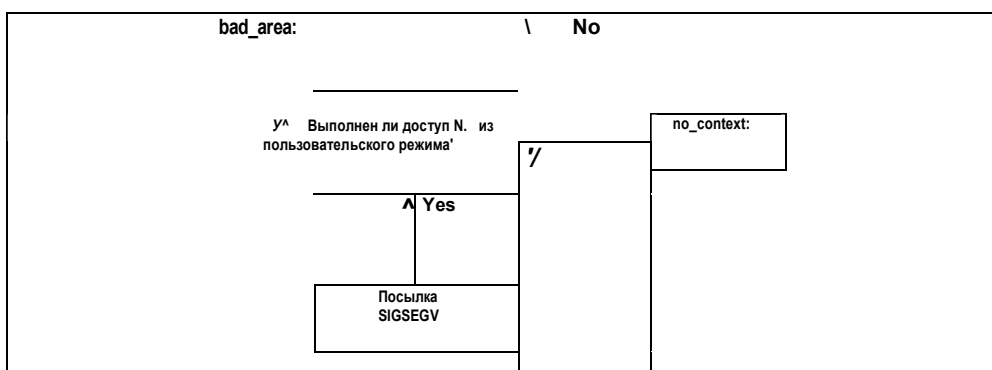 bad_area: \ No
У^ Выполнен ли доступ N. из
пользовательского режима'
no_context:
'/
^ Yes
Посылка
SIGSEGV